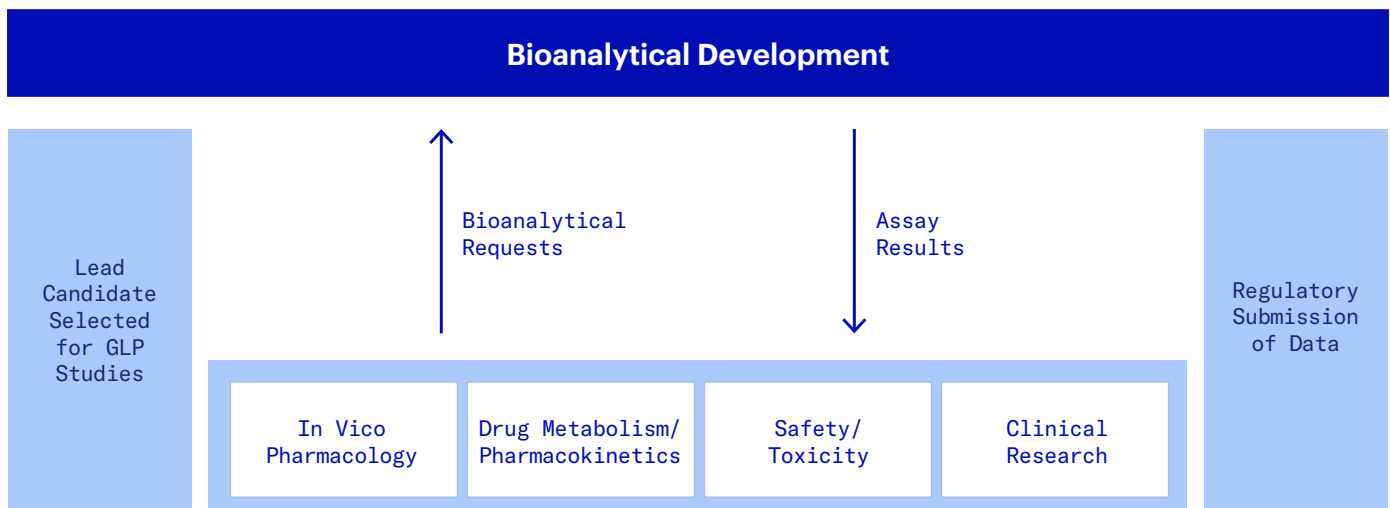 Bioanalytical Development
Lead
Candidate
Selected
for GLP
Studies
Bioanalytical
Requests
Assay
Results
In Vico
Pharmacology
Drug Metabolism/
Pharmacokinetics
Safety/
Toxicity
Clinical
Research
Regulatory
Submission
of Data